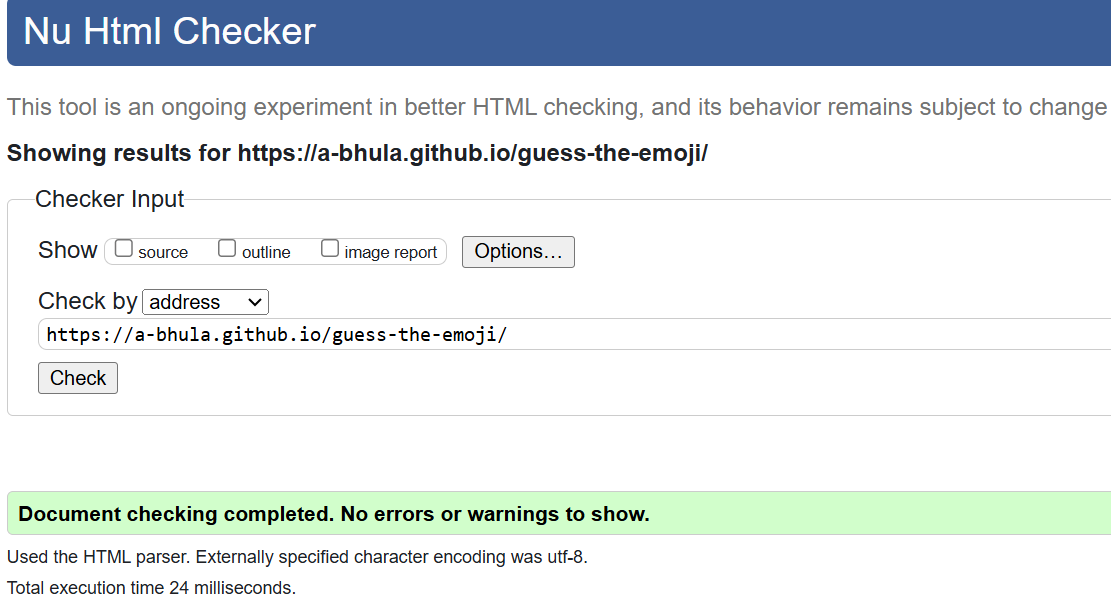 Nu Html Checker
This tool is an ongoing experiment in better HTML checking, and its behavior remains subject to change
Showing results for https://a-bhula.github.io/guess-the-emoji/
Checker Input
Show source outline image report Options…
Check by address
https://a-bhula.github.io/guess-the-emoji/
Check
Document checking completed. No errors or warnings to show.
Used the HTML parser. Externally specified character encoding was utf-8.
Total execution time 24 milliseconds.